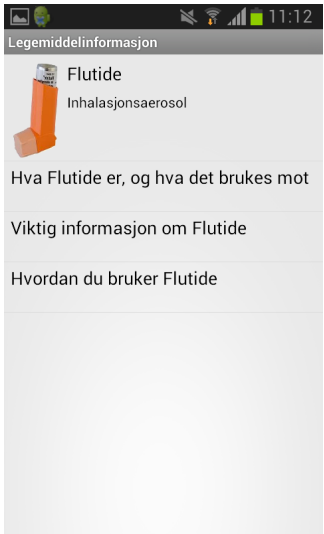 11:12
Legemiddelinformasjon
Flutide
Inhalasjonsaerosol
Hva Flutide er, og hva det brukes mot
Viktig informasjon om Flutide
Hvordan du bruker Flutide